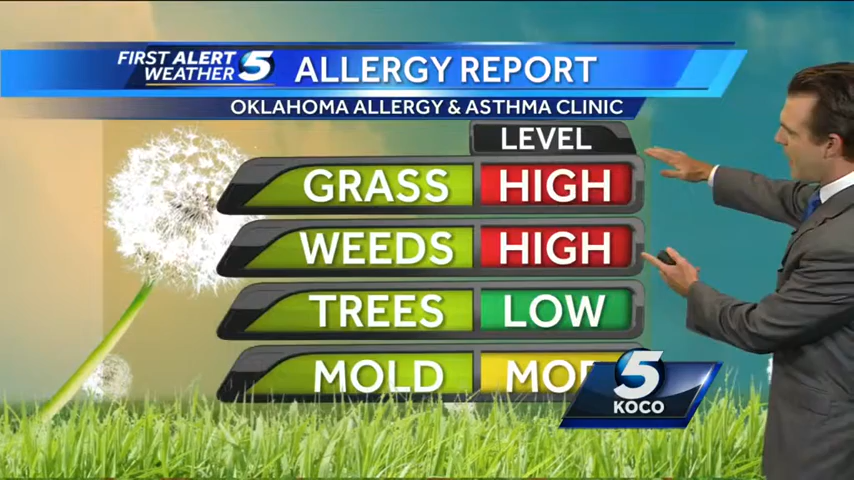 FIRST ALERT
WEATHER 5
ALLERGY REPORT
OKLAHOMA ALLERGY & ASTHMA CLINIC
LEVEL
GRASS HIGH
WEEDS HIGH
TREES LOW
MOLD
5
KOCO